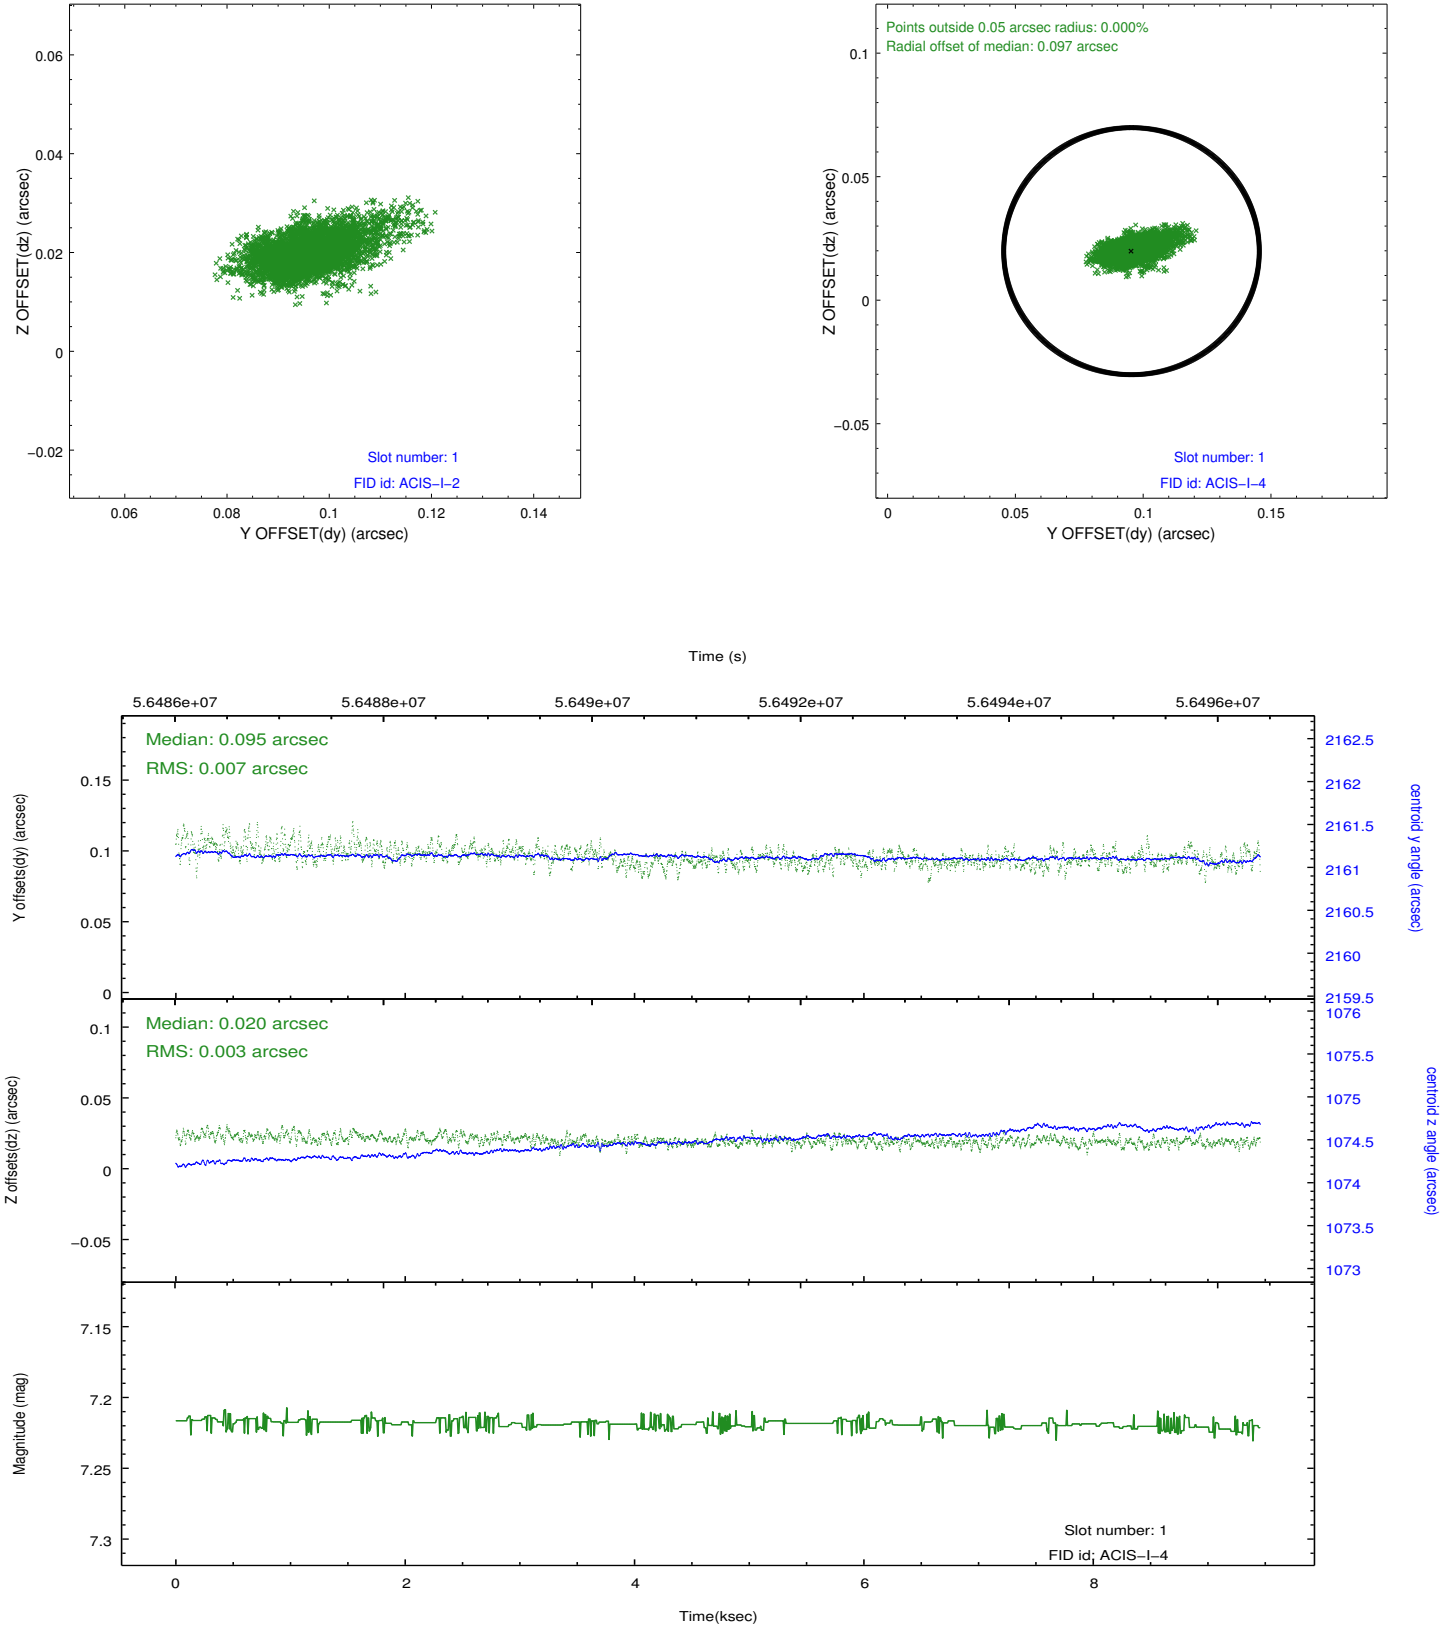 0.06
0.04
0.02
0
−0.02
Z OFFSET(dz) (arcsec)
Slot number: 1
FID id: ACIS−I−2
0.06 0.08 0.1 0.12 0.14
Y OFFSET(dy) (arcsec)
Points outside 0.05 arcsec radius: 0.000%
Radial offset of median: 0.097 arcsec
0.1
0.05
0
−0.05
Z OFFSET(dz) (arcsec)
Slot number: 1
FID id: ACIS−I−4
0 0.05 0.1 0.15
Y OFFSET(dy) (arcsec)
Time (s)
5.6486e+07 5.6488e+07 5.649e+07 5.6492e+07 5.6494e+07 5.6496e+07
Median: 0.095 arcsec
RMS: 0.007 arcsec
0.15
0.1
0.05
0
Y offsets(dy) (arcsec)
2162.5
2162
2161.5
2161
2160.5
2160
2159.5
centroid y angle (arcsec)
Median: 0.020 arcsec
RMS: 0.003 arcsec
0.1
0.05
0
−0.05
Z offsets(dz) (arcsec)
1076
1075.5
1075
1074.5
1074
1073.5
1073
centroid z angle (arcsec)
7.15
7.2
7.25
7.3
Magnitude (mag)
Slot number: 1
FID id: ACIS−I−4
0 2 4 6 8
Time(ksec)